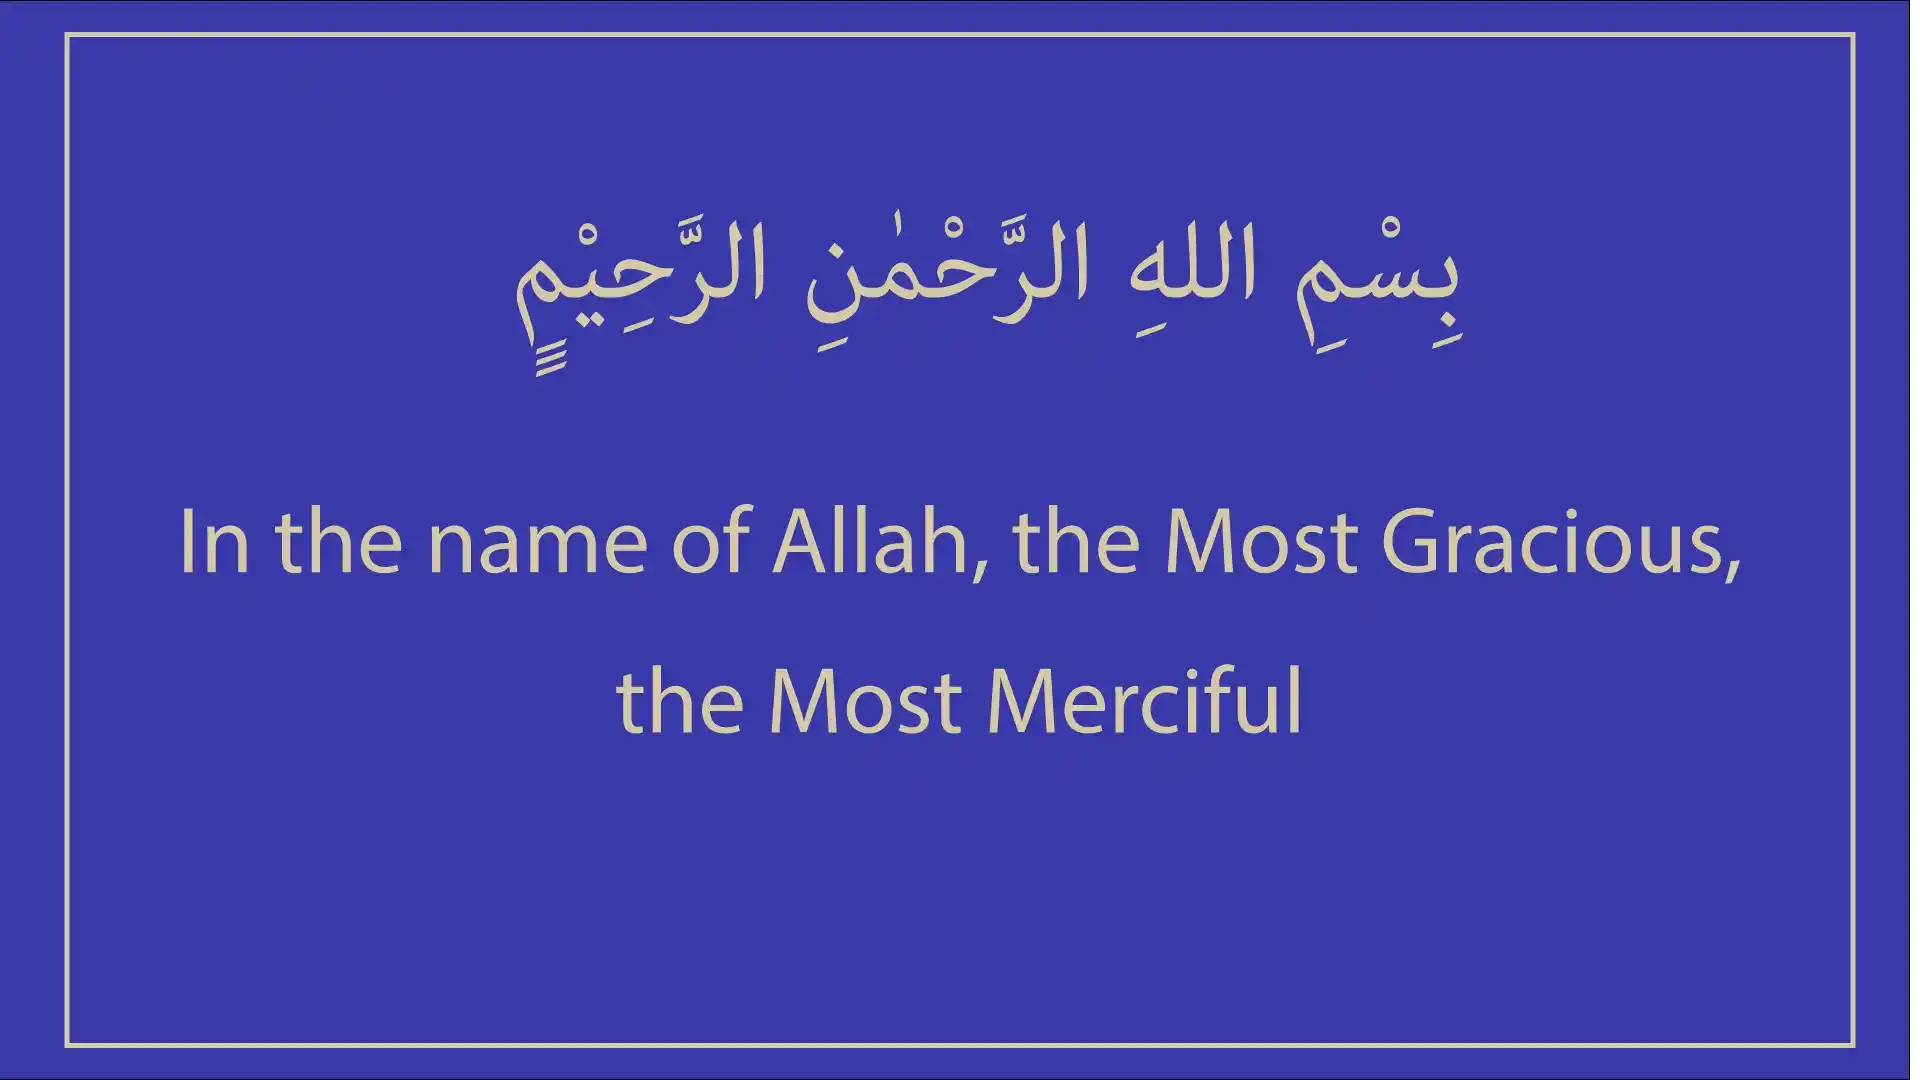 بِسْمِ اللهِ الرَّحْمٰنِ الرَّحِيْمٍِ
In the name of Allah, the Most Gracious,
the Most Merciful